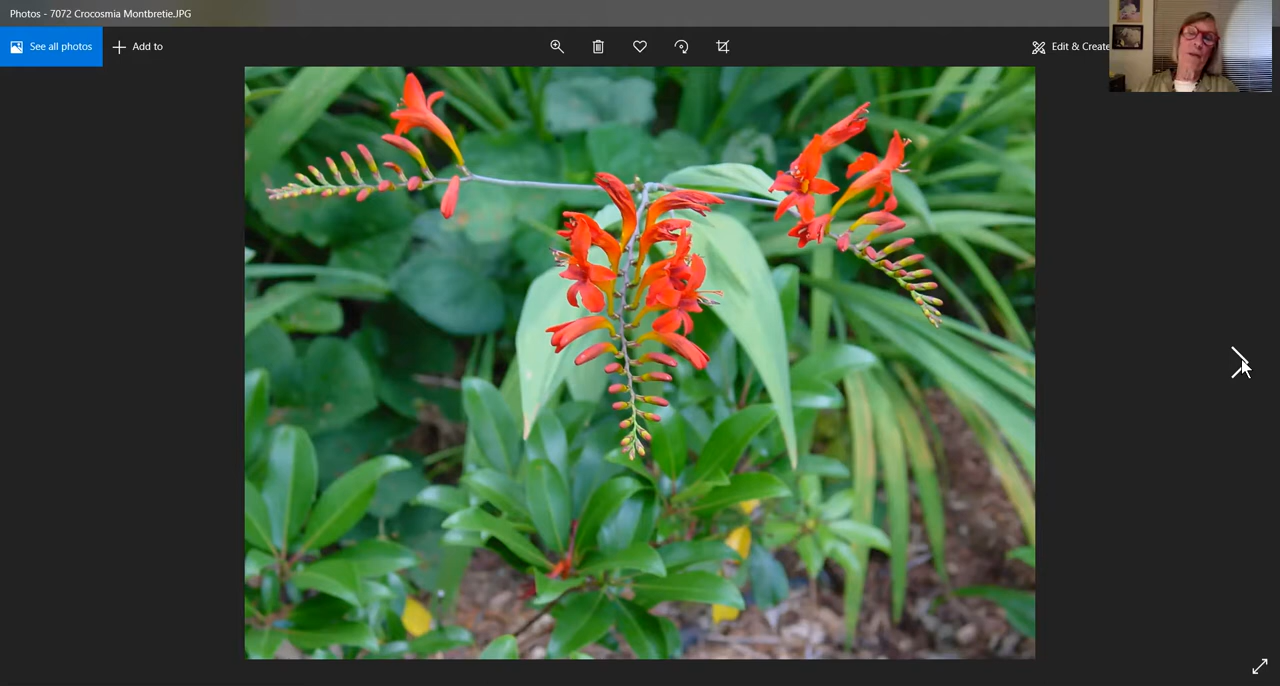 Photos - 7072 Crocosmia Montbretie.JPG
See all photos
Add to
Edit & Create